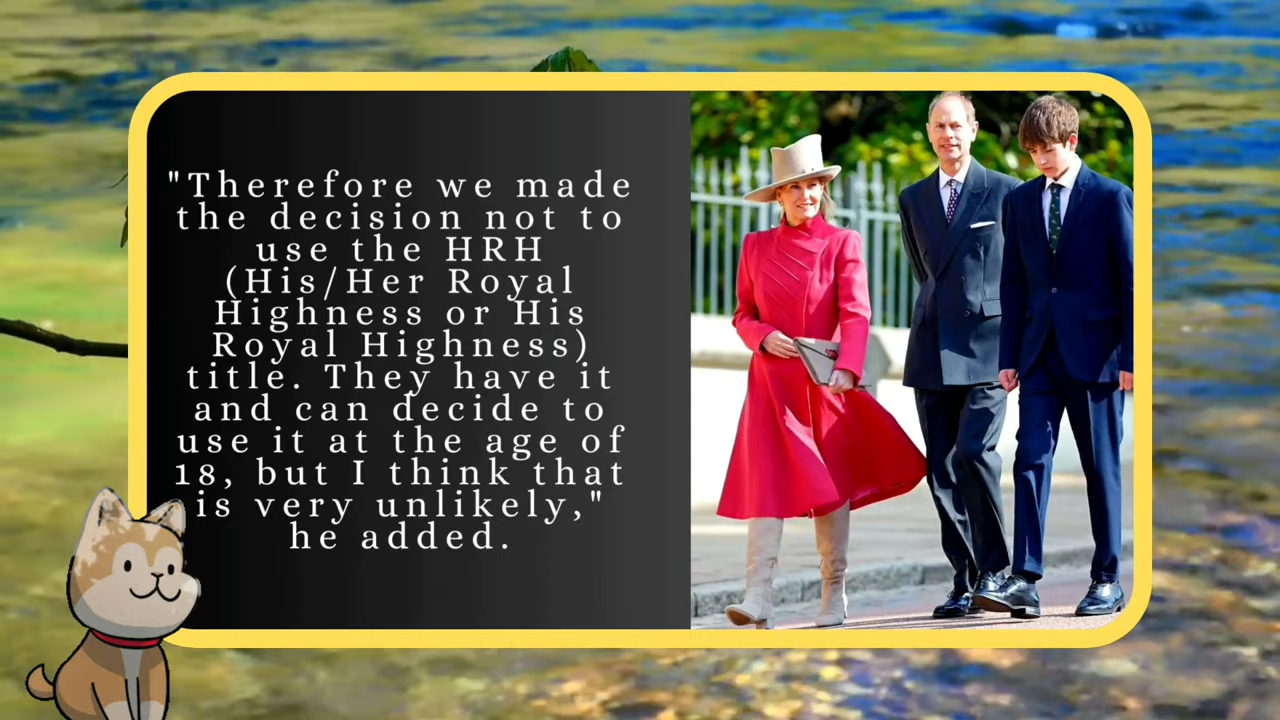 "Therefore we made
the decision not to
use the HRH
(His/Her Royal
Highness or His
Royal Highness)
title. They have it
and can decide to
use it at the age of
18, but I think that
is very unlikely,"
he added.